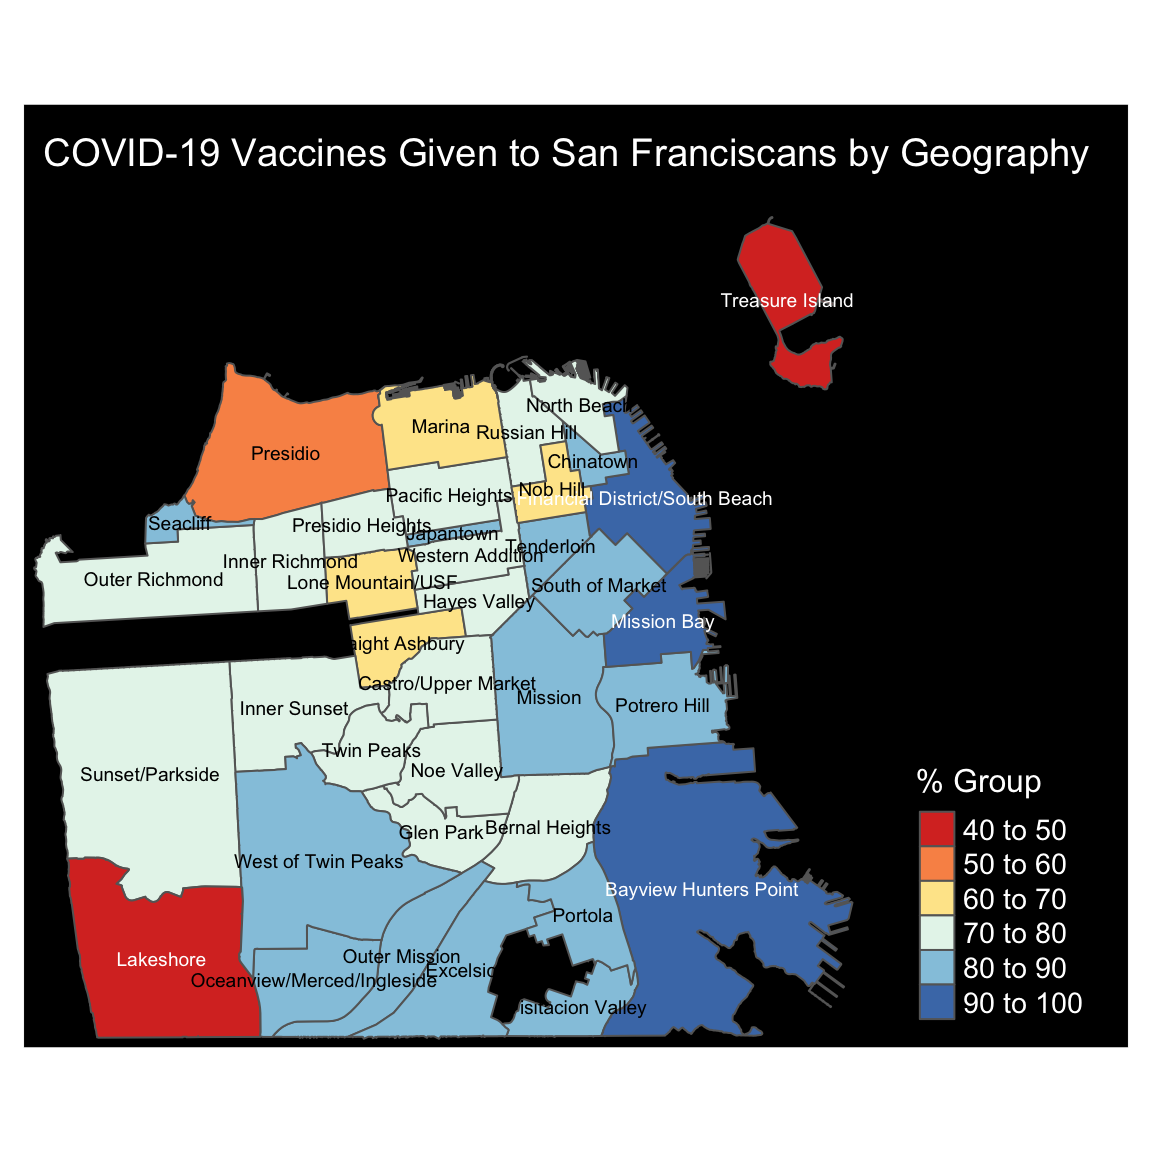 COVID-19 Vaccines Given to San Franciscans by Geography
Treasure Island
North Beach
Marina
Russian Hill
Presidio
Chinatown
Nob Hill
Pacific Heights
Financial District/South Beach
Seacliff
Presidio Heights
Japantown
Tenderloin
Western Addition
Inner Richmond
Outer Richmond
Lone Mountain/USF
South of Market
Hayes Valley
Mission Bay
aight Ashbury
Castro/Upper Market
Mission
Potrero Hill
Inner Sunset
Twin Peaks
Noe Valley
Sunset/Parkside
Bernal Heights
Glen Park
West of Twin Peaks
Bayview Hunters Point
Portola
Outer Mission
Lakeshore
Excelsio
Oceanview/Merced/Ingleside
isitacion Valley
% Group
40 to 50
50 to 60
60 to 70
70 to 80
80 to 90
90 to 100